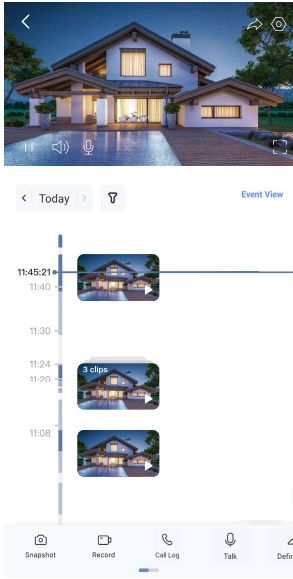 Today
Event View
11:45:21
11:40
11:30
11:24
3 clips
11:20
11:08
Snapshot
Record
Call Log
Talk
Defin